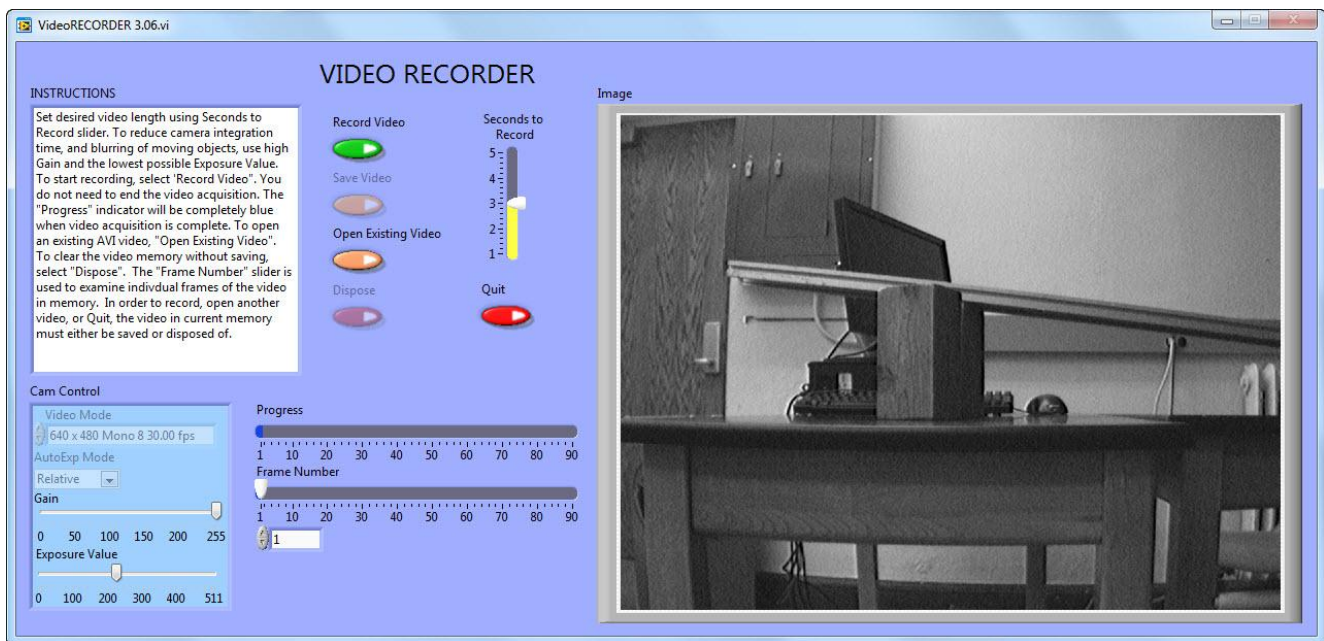 VideoRECORDER 3.06.vi
VIDEO RECORDER
INSTRUCTIONS
Set desired video length using Seconds to
Record slider. To reduce camera integration
time, and blurring of moving objects, use high
Gain and the lowest possible Exposure Value.
To start recording, select 'Record Video". You
do not need to end the video acquisition. The
"Progress" indicator will be completely blue
when video acquisition is complete. To open
an existing AVI video, "Open Existing Video".
To clear the video memory without saving,
select "Dispose".  The "Frame Number" slider is
used to examine indivdual frames of the video
in memory.  In order to record, open another
video, or Quit, the video in current memory
must either be saved or disposed of.
Record Video
Save Video
Open Existing Video
Dispose
Seconds to
Record
5
4
3
2
1
Quit
Image
Cam Control
Video Mode
640 x 480 Mono 8 30.00 fps
AutoExp Mode
Relative
Gain
0 50 100 150 200 255
Exposure Value
0 100 200 300 400 511
Progress
1 10 20 30 40 50 60 70 80 90
Frame Number
1 10 20 30 40 50 60 70 80 90
1